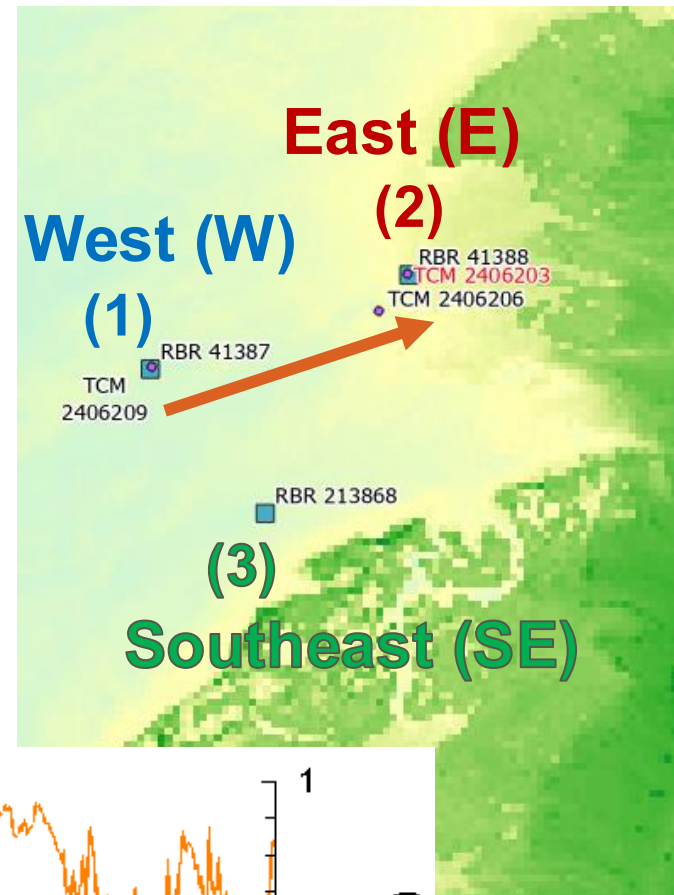 East (E)
(2)
West (W)
(1)
RBR 41388
TCM 2406203
TCM 2406206
RBR 41387
TCM
2406209
RBR 213868
(3)
Southeast (SE)
1